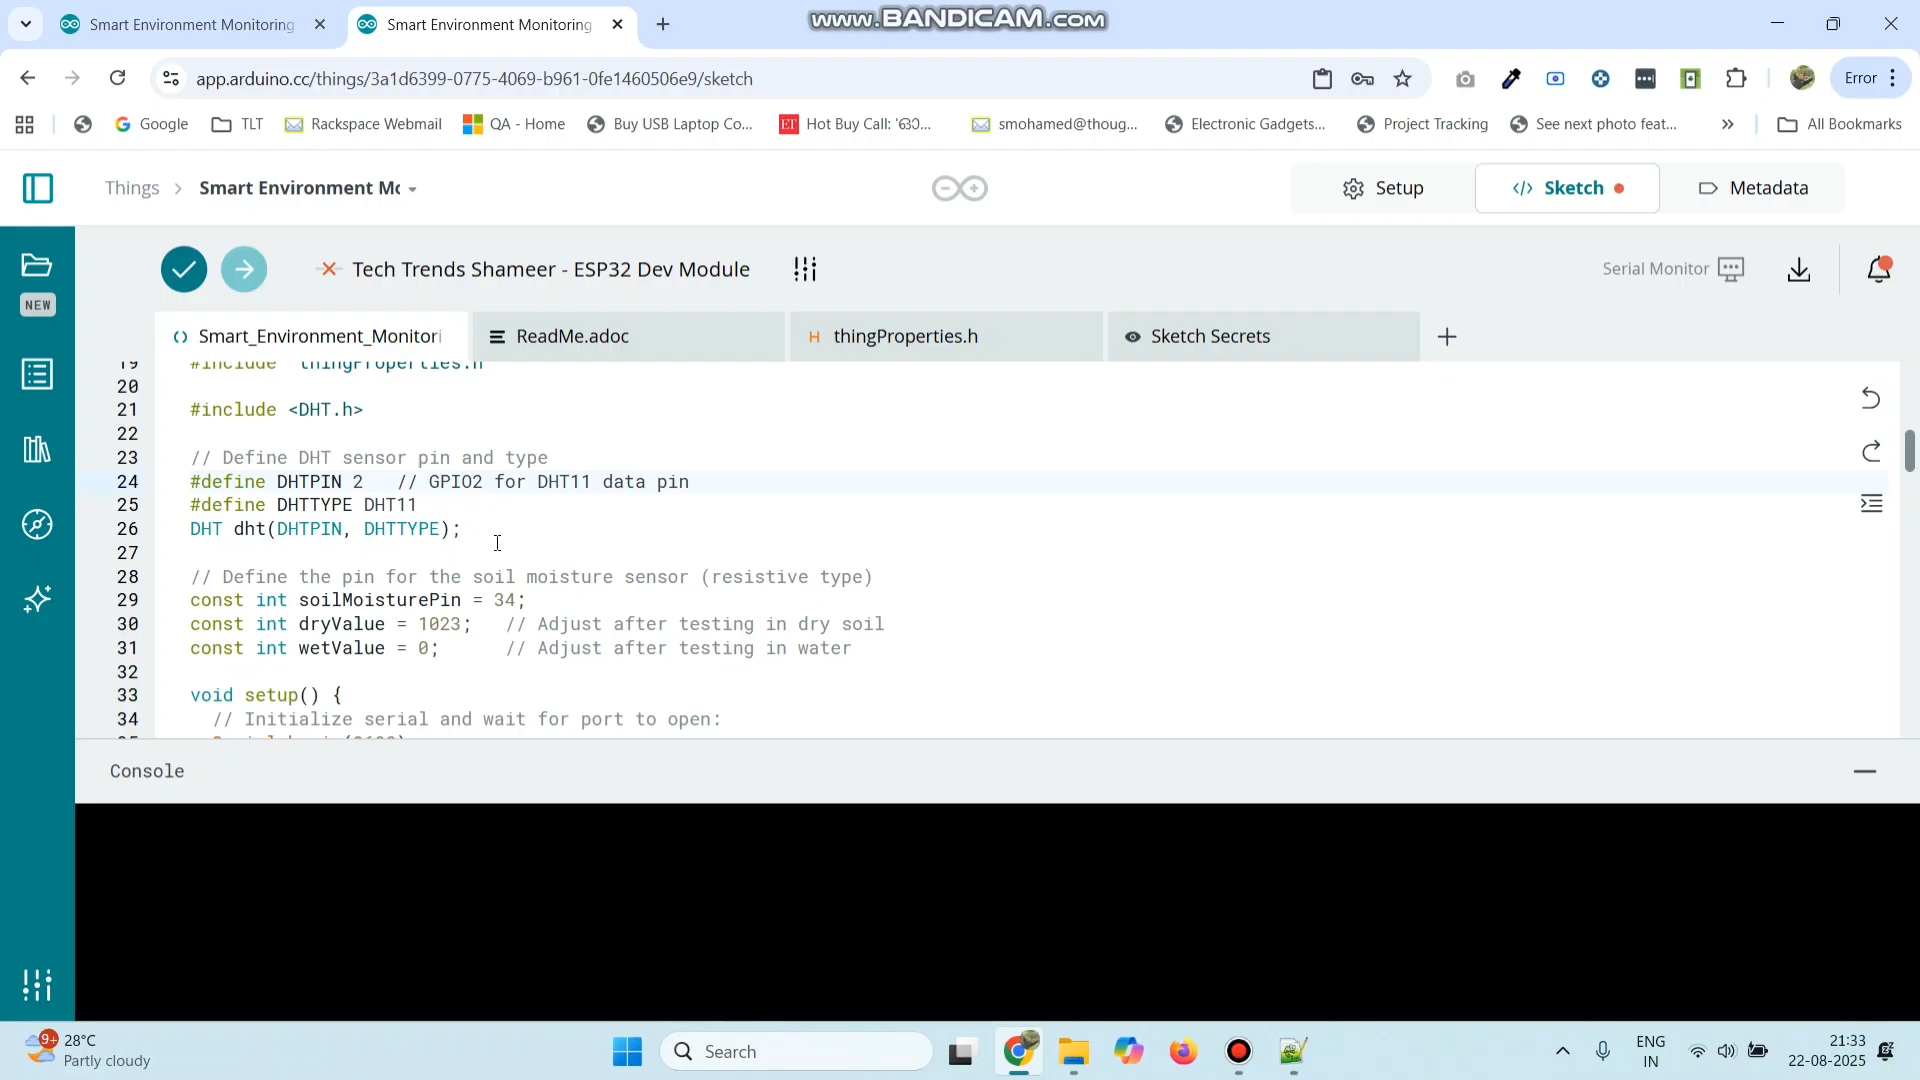 Smart Environment Monitoring
Smart Environment Monitoring
www.BANDICAM.com
app.arduino.cc/things/3a1d6399-0775-4069-b961-0fe1460506e9/sketch
Error
Google
TLT
Rackspace Webmail
QA - Home
Buy USB Laptop Co...
ET
Hot Buy Call:
smohamed@thoug...
Electronic Gadgets...
Project Tracking
See next photo feat...
All Bookmarks
Things > Smart Environment Mo
Setup
</> Sketch
Metadata
NEW
Tech Trends Shameer - ESP32 Dev Module
Serial Monitor
Smart_Environment_Monitori
ReadMe.adoc
H thingProperties.h
Sketch Secrets
19 #include "thingProperties.h"
20
21 #include <DHT.h>
22
23 // Define DHT sensor pin and type
24 #define DHTPIN 2   // GPIO2 for DHT11 data pin
25 #define DHTTYPE DHT11
26 DHT dht(DHTPIN, DHTTYPE);
27
28 // Define the pin for the soil moisture sensor (resistive type)
29 const int soilMoisturePin = 34;
30 const int dryValue = 1023;   // Adjust after testing in dry soil
31 const int wetValue = 0;      // Adjust after testing in water
32
33 void setup() {
34   // Initialize serial and wait for port to open:
Console
9+
28°C
Partly cloudy
Search
ENG
IN
21:33
22-08-2025